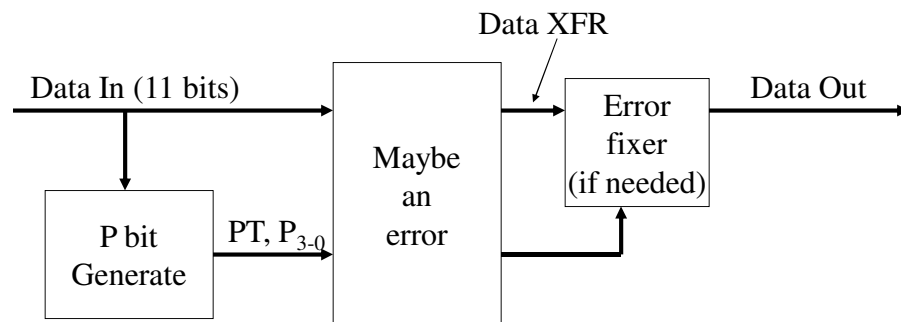 Data XFR
Data In (11 bits)
Data Out
Error
fixer
(if needed)
Maybe
an
error
P bit
Generate
PT, P3-0